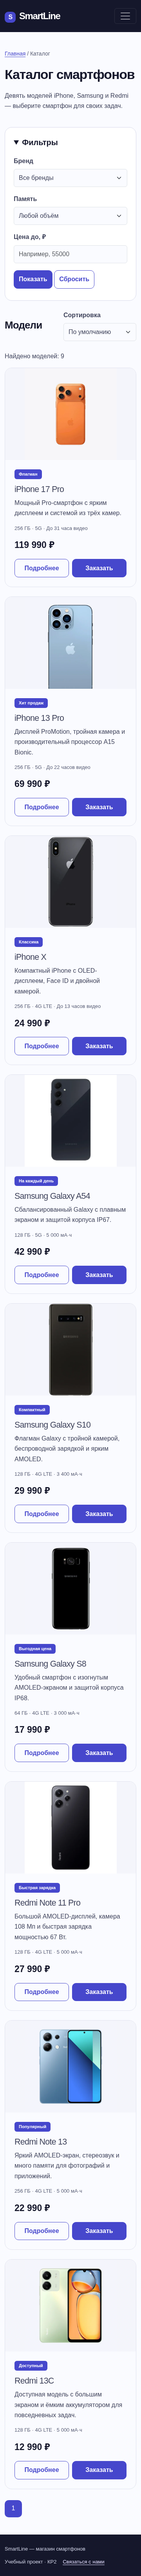 S SmartLine
Главная / Каталог
Каталог смартфонов
Девять моделей iPhone, Samsung и Redmi
— выберите смартфон для своих задач.
▼ Фильтры
Бренд
Все бренды
Память
Любой объём
Цена до, ₽
Например, 55000
Показать Сбросить
Модели
Сортировка
По умолчанию
Найдено моделей: 9
Флагман
iPhone 17 Pro
Мощный Pro-смартфон с ярким
дисплеем и системой из трёх камер.
256 ГБ · 5G · До 31 часа видео
119 990 ₽
Подробнее Заказать
Хит продаж
iPhone 13 Pro
Дисплей ProMotion, тройная камера и
производительный процессор A15
Bionic.
256 ГБ · 5G · До 22 часов видео
69 990 ₽
Подробнее Заказать
Классика
iPhone X
Компактный iPhone с OLED-
дисплеем, Face ID и двойной
камерой.
256 ГБ · 4G LTE · До 13 часов видео
24 990 ₽
Подробнее Заказать
На каждый день
Samsung Galaxy A54
Сбалансированный Galaxy с плавным
экраном и защитой корпуса IP67.
128 ГБ · 5G · 5 000 мА·ч
42 990 ₽
Подробнее Заказать
Компактный
Samsung Galaxy S10
Флагман Galaxy с тройной камерой,
беспроводной зарядкой и ярким
AMOLED.
128 ГБ · 4G LTE · 3 400 мА·ч
29 990 ₽
Подробнее Заказать
Выгодная цена
Samsung Galaxy S8
Удобный смартфон с изогнутым
AMOLED-экраном и защитой корпуса
IP68.
64 ГБ · 4G LTE · 3 000 мА·ч
17 990 ₽
Подробнее Заказать
Быстрая зарядка
Redmi Note 11 Pro
Большой AMOLED-дисплей, камера
108 Мп и быстрая зарядка
мощностью 67 Вт.
128 ГБ · 4G LTE · 5 000 мА·ч
27 990 ₽
Подробнее Заказать
Популярный
Redmi Note 13
Яркий AMOLED-экран, стереозвук и
много памяти для фотографий и
приложений.
256 ГБ · 4G LTE · 5 000 мА·ч
22 990 ₽
Подробнее Заказать
Доступный
Redmi 13C
Доступная модель с большим
экраном и ёмким аккумулятором для
повседневных задач.
128 ГБ · 4G LTE · 5 000 мА·ч
12 990 ₽
Подробнее Заказать
1
SmartLine — магазин смартфонов
Учебный проект · КР2 Связаться с нами